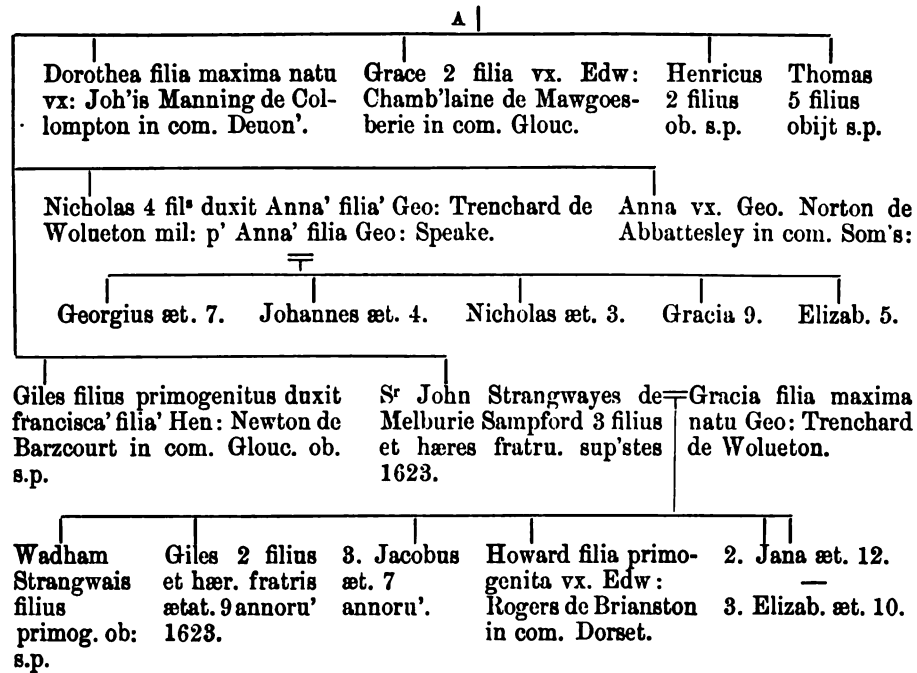 A
Dorothea filia maxima natu
vx: Joh'is Manning de Col-
lompton in com. Deuon'.
Grace 2 filia vx. Edw:
Chamb'laine de Mawgoes-
berie in com. Glouc.
Henricus
2 filius
ob. s.p.
Thomas
5 filius
obijt s.p.
Nicholas 4 filˢ duxit Anna' filia' Geo: Trenchard de
Wolueton mil: p' Anna' filia Geo: Speake.
Anna vx. Geo. Norton de
Abbattesley in com. Som's:
Georgius æt. 7.
Johannes æt. 4.
Nicholas æt. 3.
Gracia 9.
Elizab. 5.
Giles filius primogenitus duxit
francisca' filia' Hen: Newton de
Barzcourt in com. Glouc. ob.
s.p.
Sʳ John Strangwayes de
Melburie Sampford 3 filius
et hæres fratru. sup'stes
1623.
Gracia filia maxima
natu Geo: Trenchard
de Wolueton.
Wadham
Strangwais
filius
primog. ob:
s.p.
Giles 2 filius
et hær. fratris
ætat. 9 annoru'
1623.
3. Jacobus
æt. 7
annoru'.
Howard filia primo-
genita vx. Edw:
Rogers de Brianston
in com. Dorset.
2. Jana æt. 12.
3. Elizab. æt. 10.